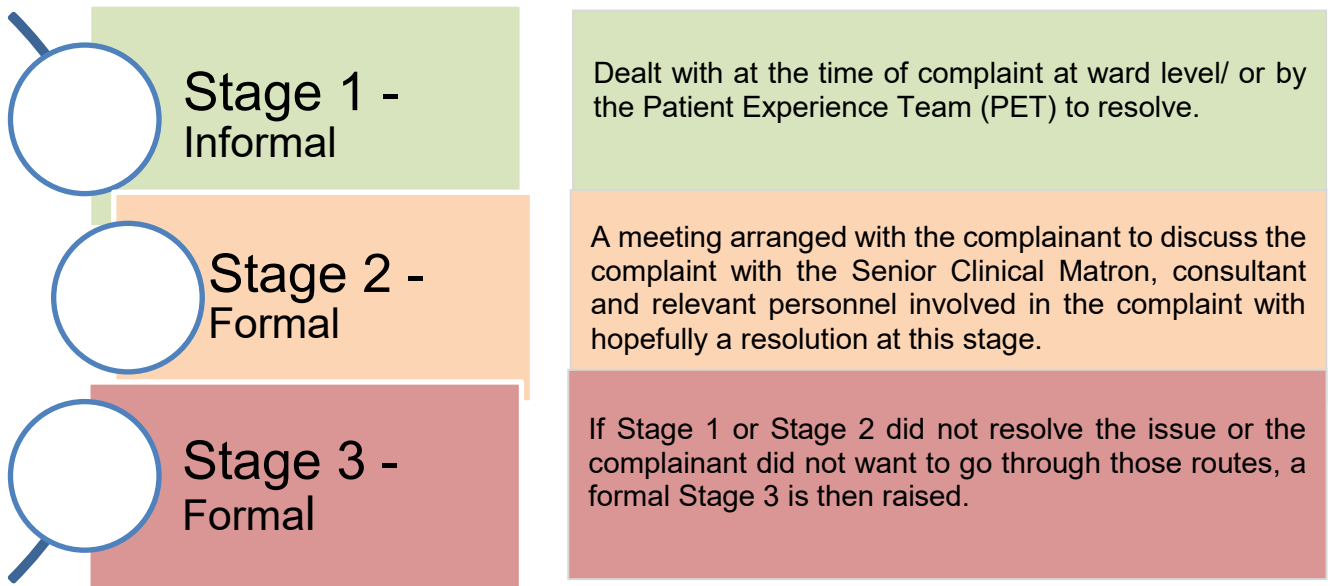 Stage 1 -
Informal
Dealt with at the time of complaint at ward level/ or by
the Patient Experience Team (PET) to resolve.
Stage 2 -
Formal
A meeting arranged with the complainant to discuss the
complaint with the Senior Clinical Matron, consultant
and relevant personnel involved in the complaint with
hopefully a resolution at this stage.
Stage 3 -
Formal
If Stage 1 or Stage 2 did not resolve the issue or the
complainant did not want to go through those routes, a
formal Stage 3 is then raised.